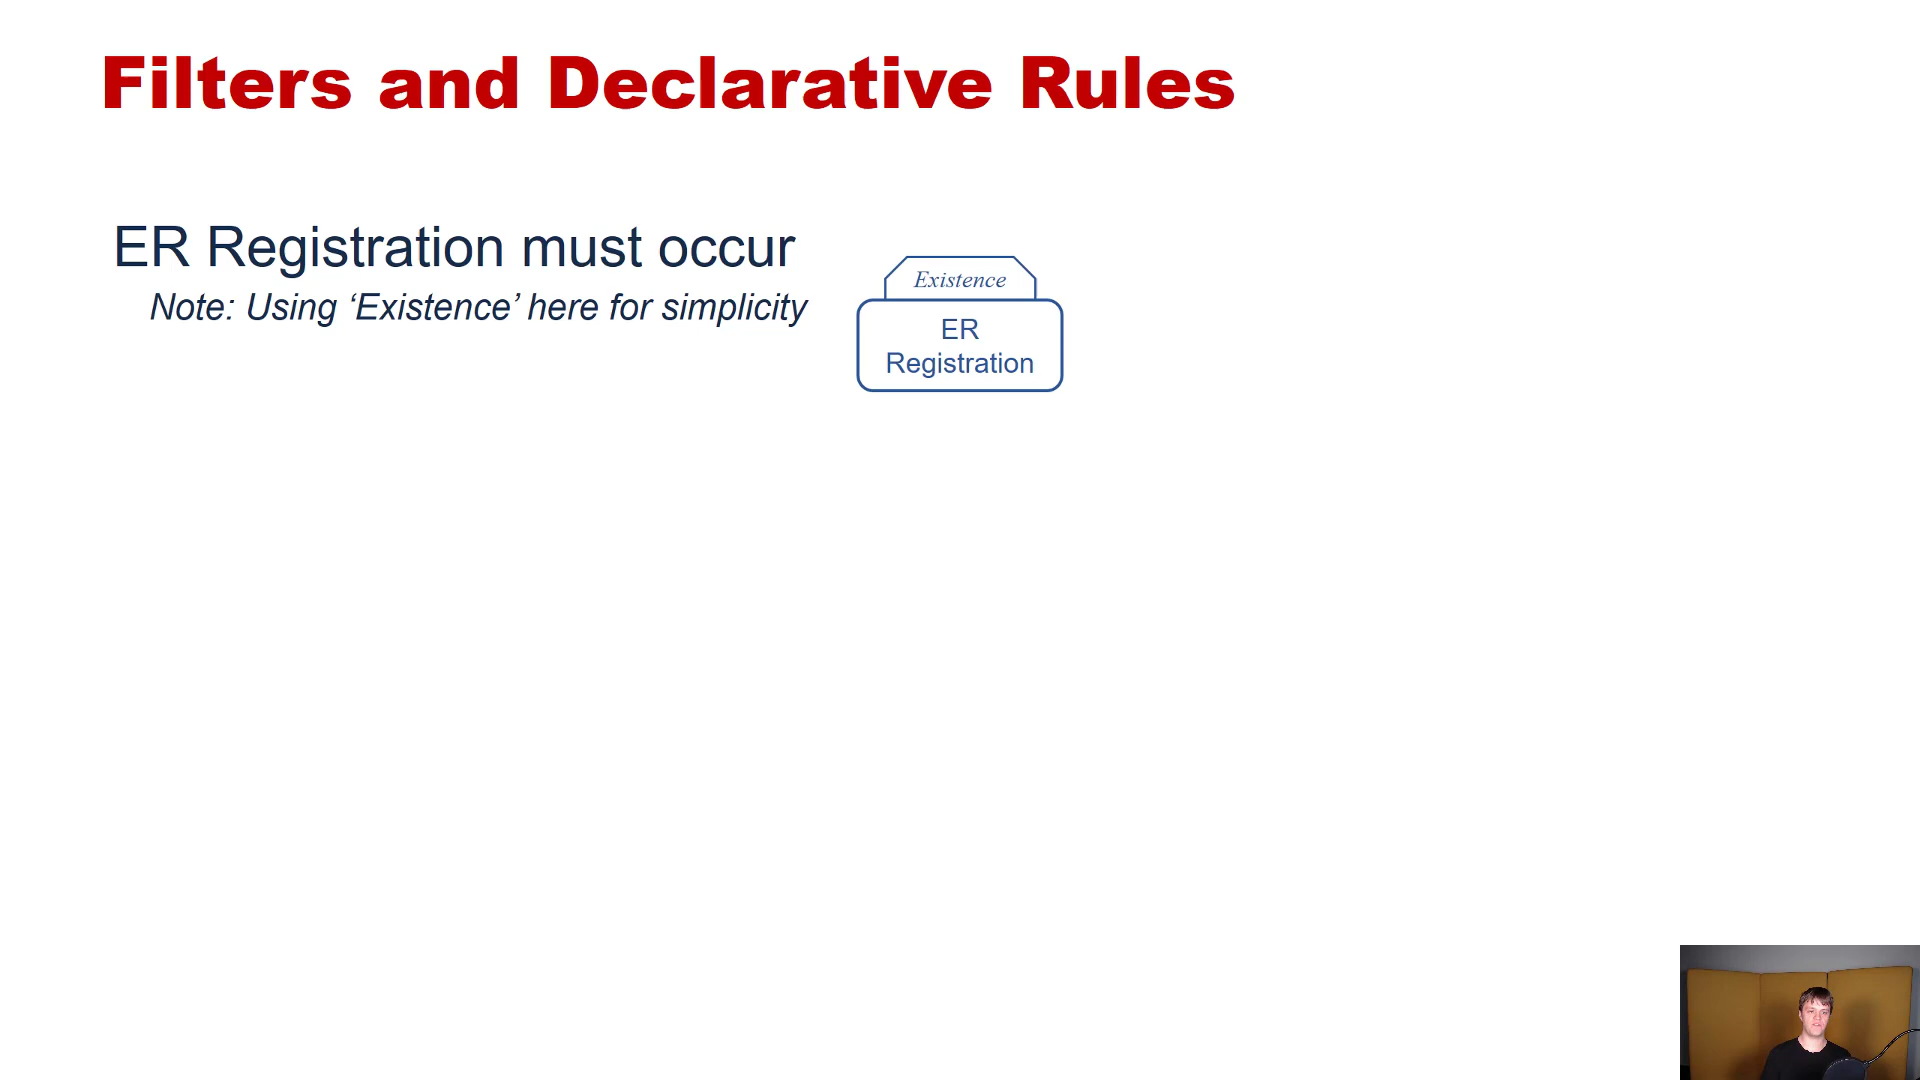 Filters and Declarative Rules
ER Registration must occur
Note: Using ‘Existence’ here for simplicity
Existence
ER
Registration